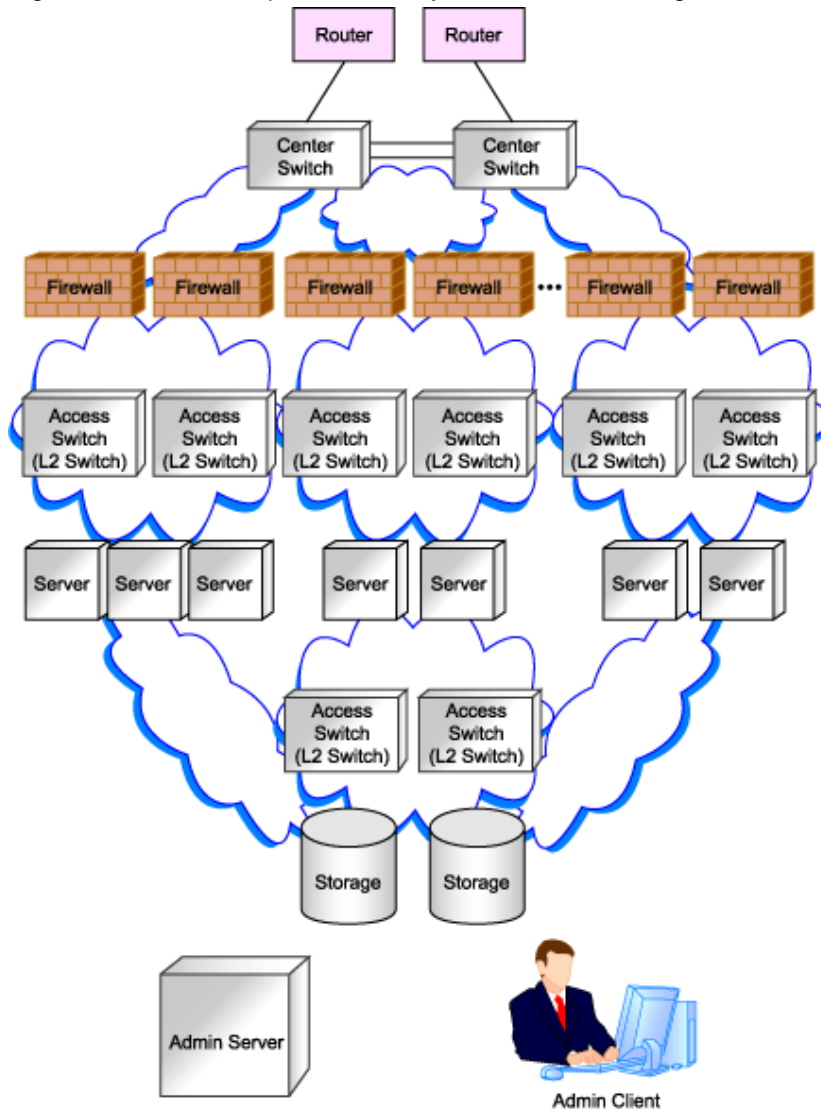 Router Router
Center
Switch
Center
Switch
Firewall Firewall Firewall Firewall ••• Firewall Firewall
Access
Switch
(L2 Switch)
Access
Switch
(L2 Switch)
Access
Switch
(L2 Switch)
Access
Switch
(L2 Switch)
Access
Switch
(L2 Switch)
Access
Switch
(L2 Switch)
Server Server Server Server Server Server Server
Access
Switch
(L2 Switch)
Access
Switch
(L2 Switch)
Storage Storage
Admin Server
Admin Client